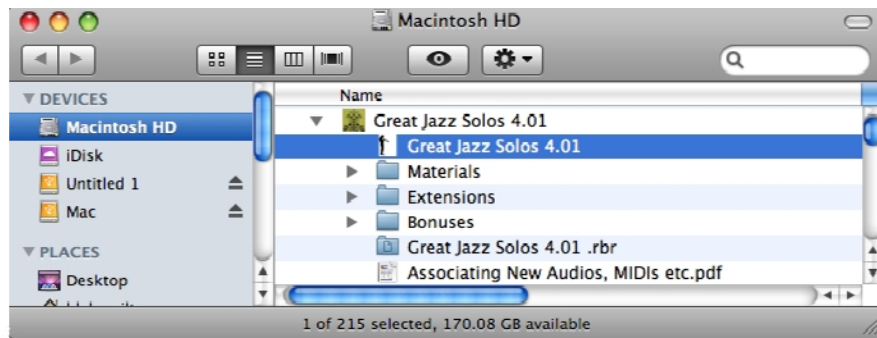 Macintosh HD
DEVICES
Macintosh HD
iDisk
Untitled 1
Mac
PLACES
Desktop
Name
Great Jazz Solos 4.01
Great Jazz Solos 4.01
Materials
Extensions
Bonuses
Great Jazz Solos 4.01 .rbr
Associating New Audios, MIDIs etc.pdf
1 of 215 selected, 170.08 GB available